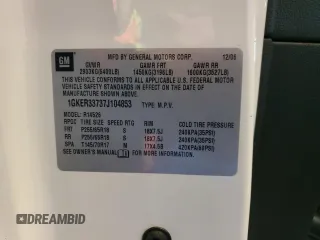 GM
MFD BY GENERAL MOTORS CORP. 12/06
GVWR GAWR FRT GAWR RR
2903KG(6400LB) 1450KG(3196LB) 1600KG(3527LB)
THIS VEHICLE CONFORMS TO ALL APPLICABLE U.S. FEDERAL MOTOR
VEHICLE SAFETY STANDARDS IN EFFECT ON THE DATE OF
MANUFACTURE SHOWN ABOVE.
1GKER33737J104853 TYPE: M.P.V.
MODEL: R14526
TIRE SIZE SPEED RTG RIM COLD TIRE PRESSURE
FRT P255/65R18 S 18X7.5J 240KPA(35PSI)
RR P255/65R18 S 18X7.5J 240KPA(35PSI)
SPA T145/70R17 M 17X4.5B 420KPA(60PSI)
SEE OWNER'S MANUAL FOR ADDITIONAL INFORMATION
DREAMBID